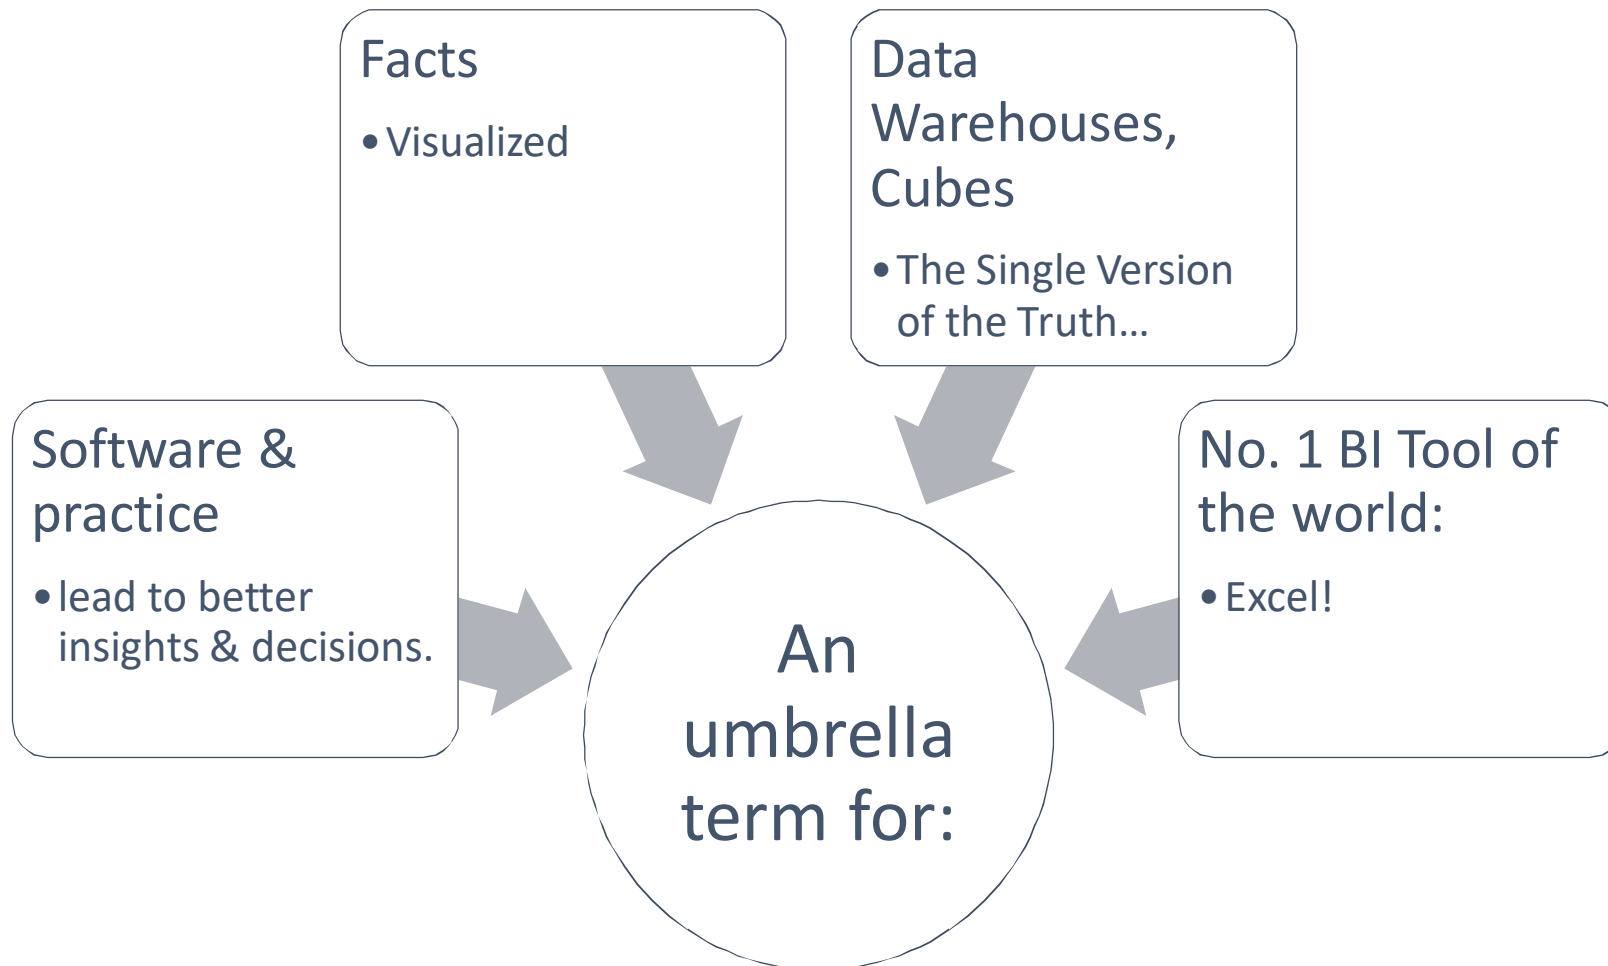 Facts
• Visualized
Data
Warehouses,
Cubes
• The Single Version
of the Truth...
Software &
practice
• lead to better
insights & decisions.
No. 1 BI Tool of
the world:
• Excel!
An
umbrella
term for: